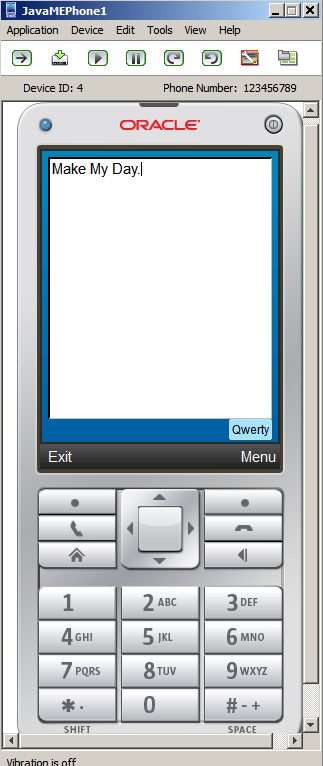 JavaMEPhone1
Application Device Edit Tools View Help
Device ID: 4 Phone Number: 123456789
ORACLE
Make My Day.
Qwerty
Exit Menu
1 2 ABC 3 DEF
4 GHI 5 JKL 6 MNO
7 PQRS 8 TUV 9 WXYZ
* . 0 # - +
SHIFT SPACE
Vibration is off